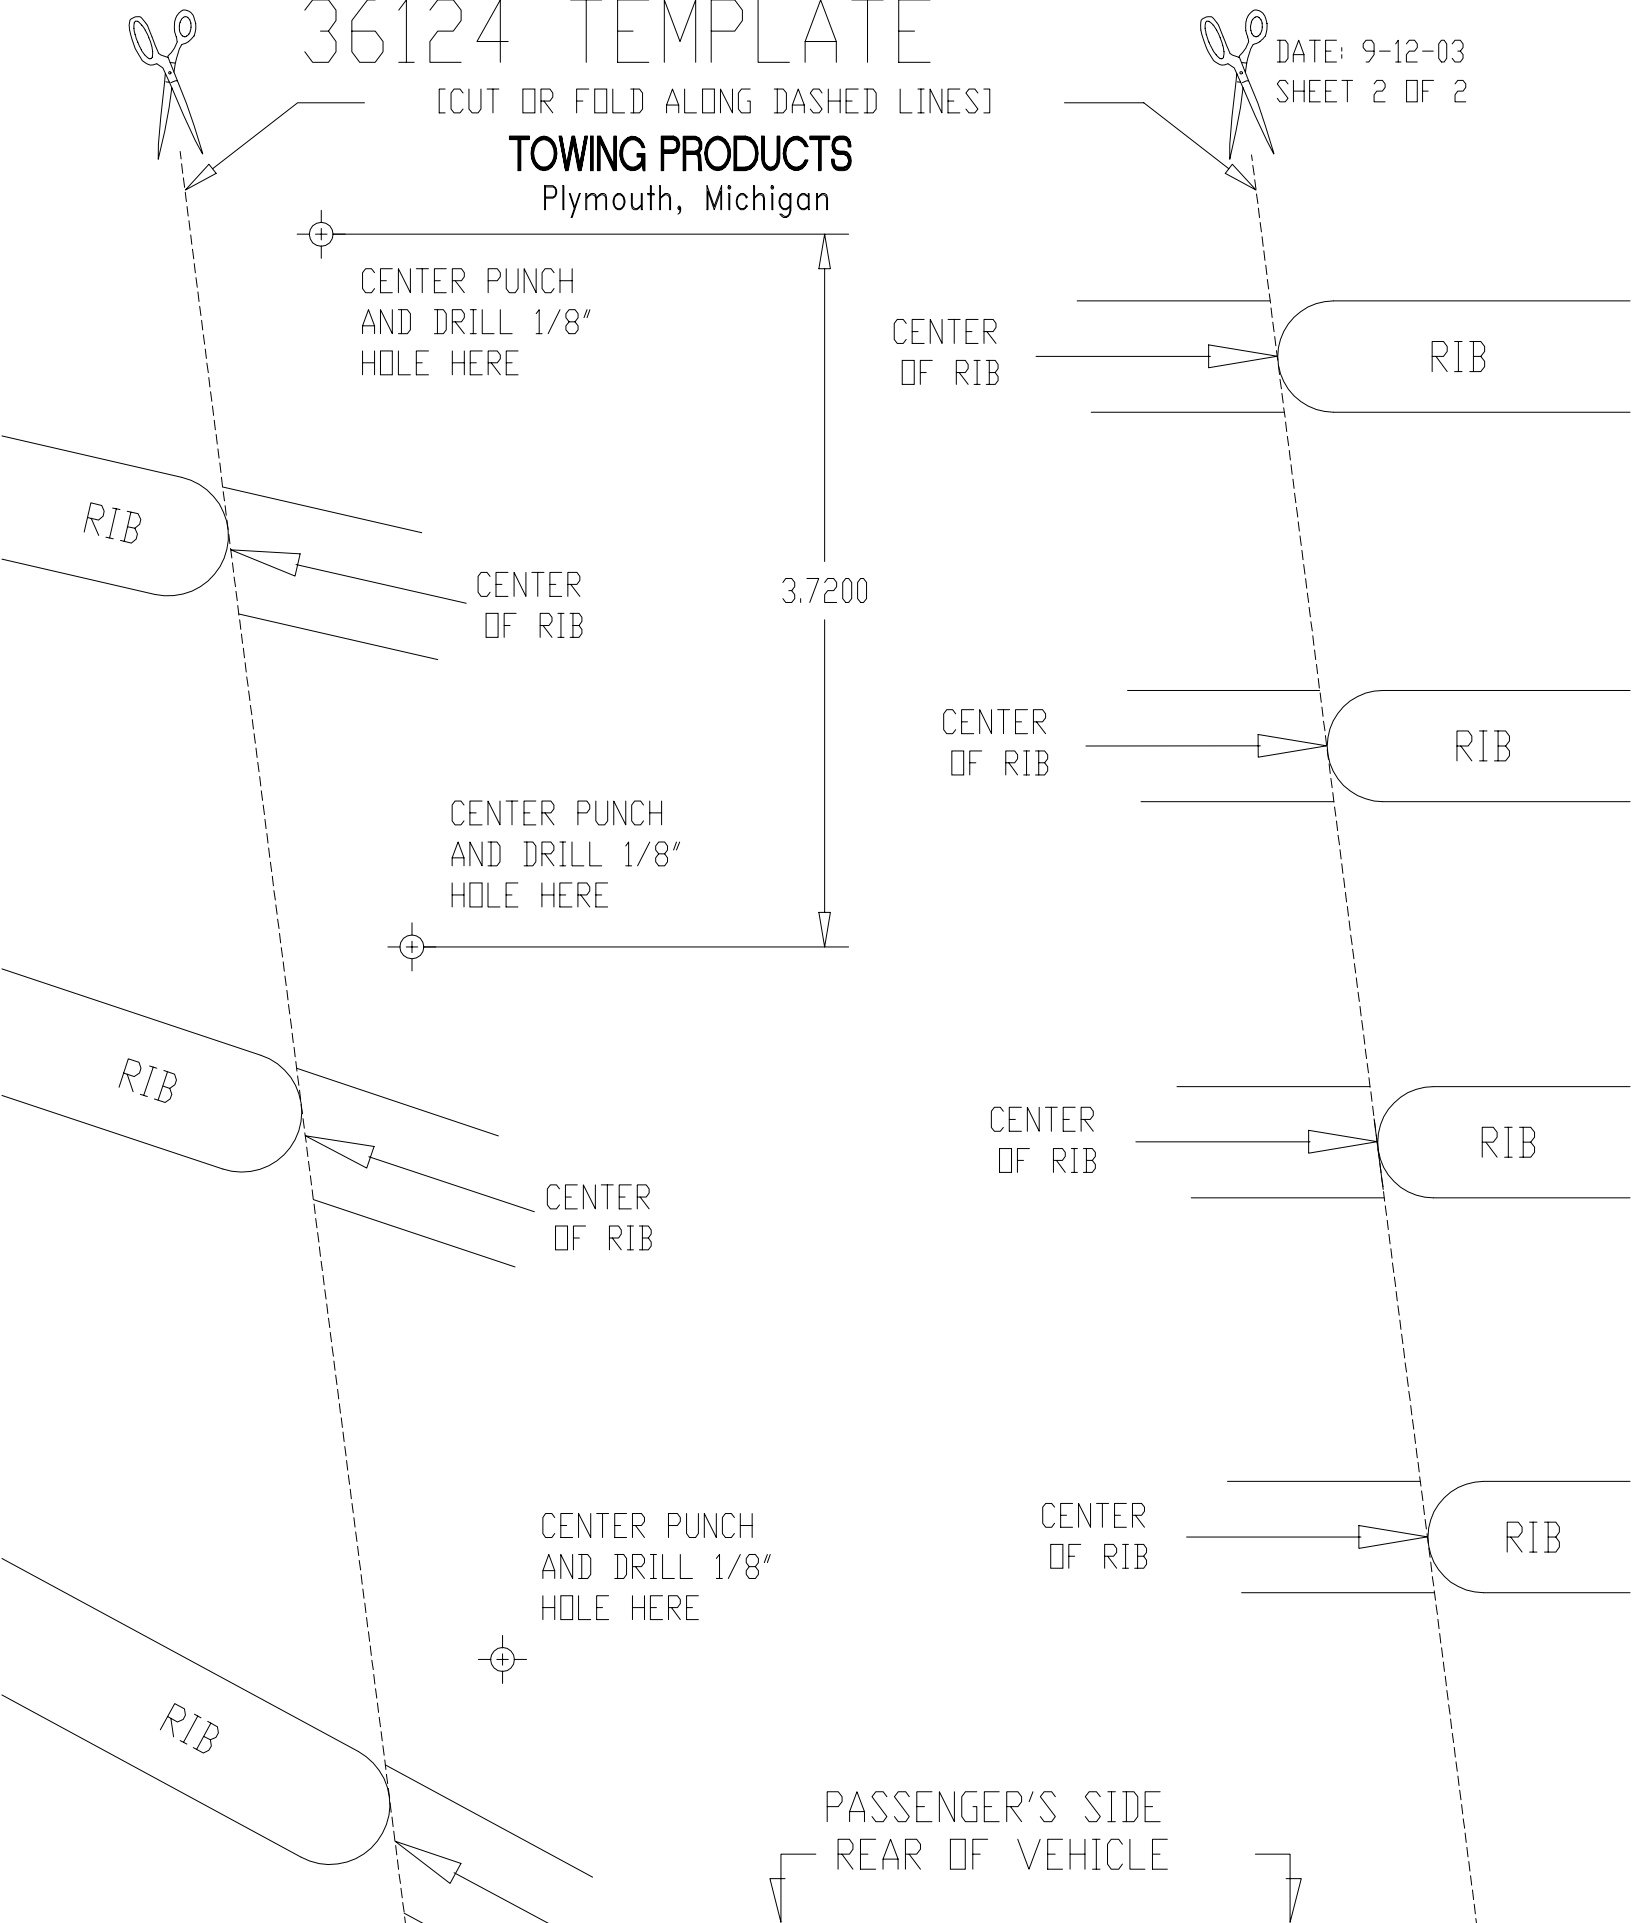 36124 TEMPLATE
DATE: 9-12-03
SHEET 2 OF 2
[CUT OR FOLD ALONG DASHED LINES]
TOWING PRODUCTS
Plymouth, Michigan
CENTER PUNCH
AND DRILL 1/8"
HOLE HERE
CENTER
OF RIB
RIB
RIB
CENTER
OF RIB
3.7200
CENTER
OF RIB
RIB
CENTER PUNCH
AND DRILL 1/8"
HOLE HERE
RIB
CENTER
OF RIB
RIB
CENTER
OF RIB
CENTER PUNCH
AND DRILL 1/8"
HOLE HERE
CENTER
OF RIB
RIB
RIB
PASSENGER'S SIDE
REAR OF VEHICLE